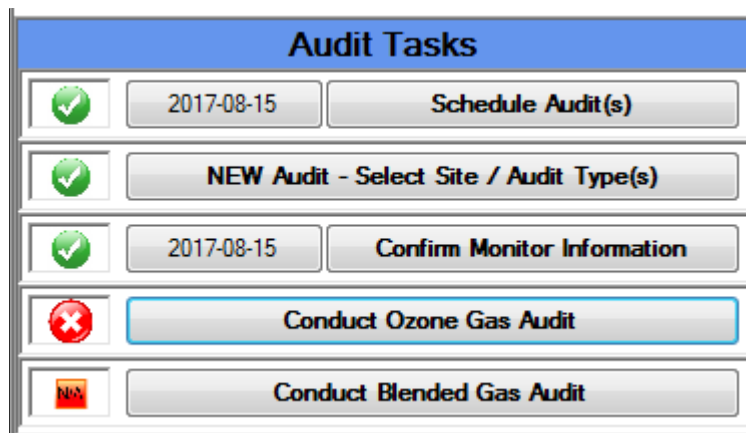 Audit Tasks
2017-08-15 Schedule Audit(s)
NEW Audit - Select Site / Audit Type(s)
2017-08-15 Confirm Monitor Information
Conduct Ozone Gas Audit
N/A Conduct Blended Gas Audit